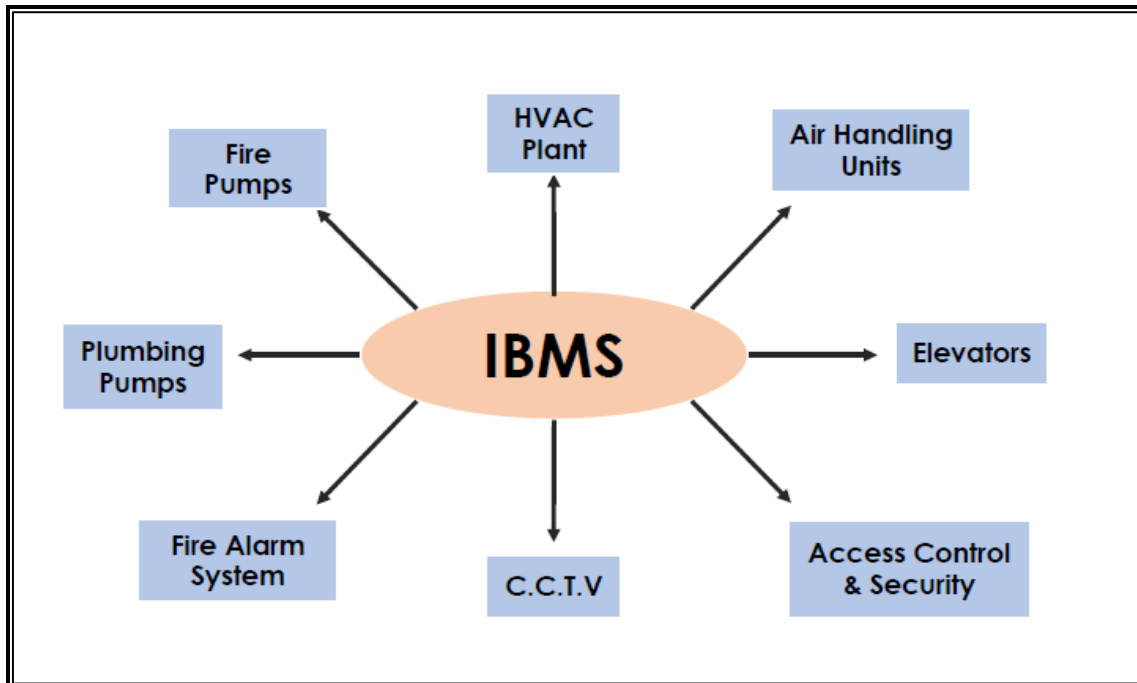 HVAC
Plant
Air Handling
Units
Fire
Pumps
IBMS
Plumbing
Pumps
Elevators
Fire Alarm
System
C.C.T.V
Access Control
& Security